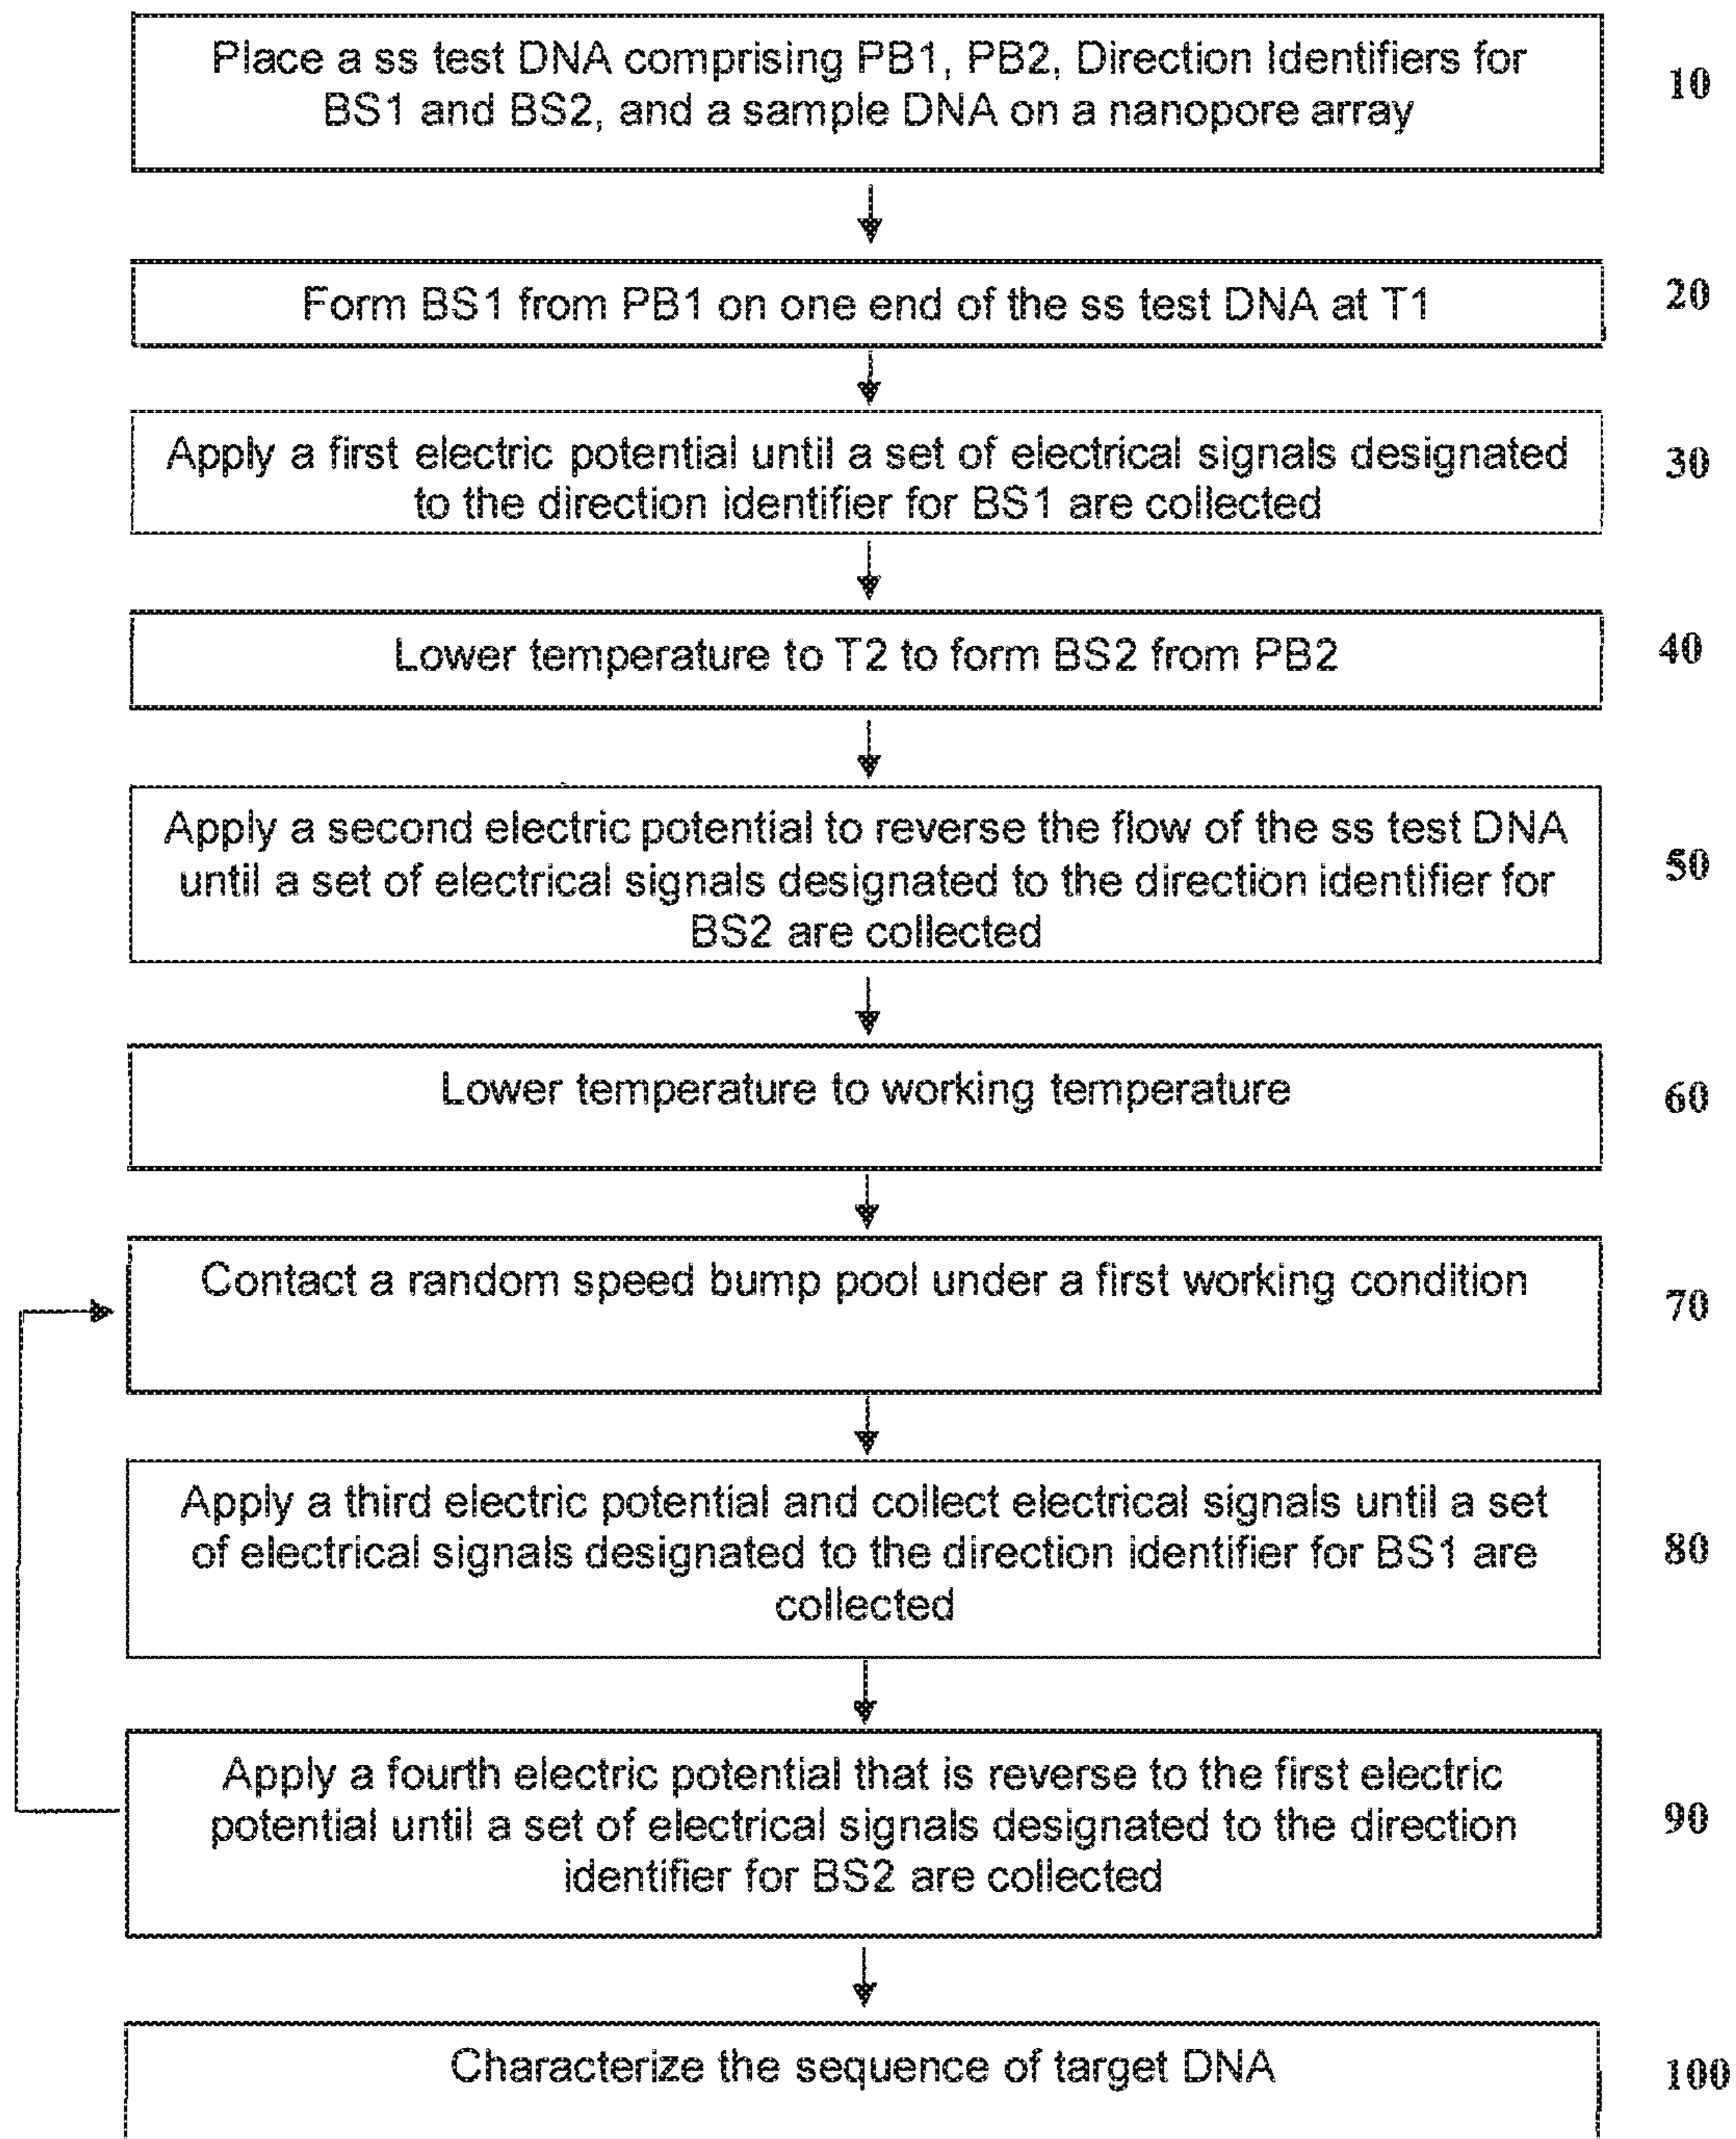 Place a ss test DNA comprising PB1, PB2, Direction Identifiers for
BS1 and BS2, and a sample DNA on a nanopore array
10
Form BS1 from PB1 on one end of the ss test DNA at T1
20
Apply a first electric potential until a set of electrical signals designated
to the direction identifier for BS1 are collected
30
Lower temperature to T2 to form BS2 from PB2
40
Apply a second electric potential to reverse the flow of the ss test DNA
until a set of electrical signals designated to the direction identifier for
BS2 are collected
50
Lower temperature to working temperature
60
Contact a random speed bump pool under a first working condition
70
Apply a third electric potential and collect electrical signals until a set
of electrical signals designated to the direction identifier for BS1 are
collected
80
Apply a fourth electric potential that is reverse to the first electric
potential until a set of electrical signals designated to the direction
identifier for BS2 are collected
90
Characterize the sequence of target DNA
100